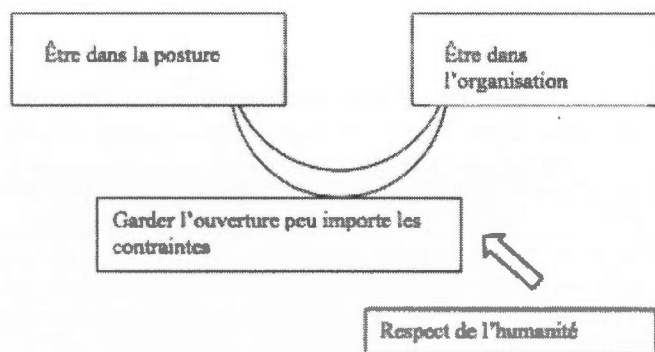 Être dans la posture
Être dans
l'organisation
Garder l'ouverture peu importe les
contraintes
Respect de l'humanité